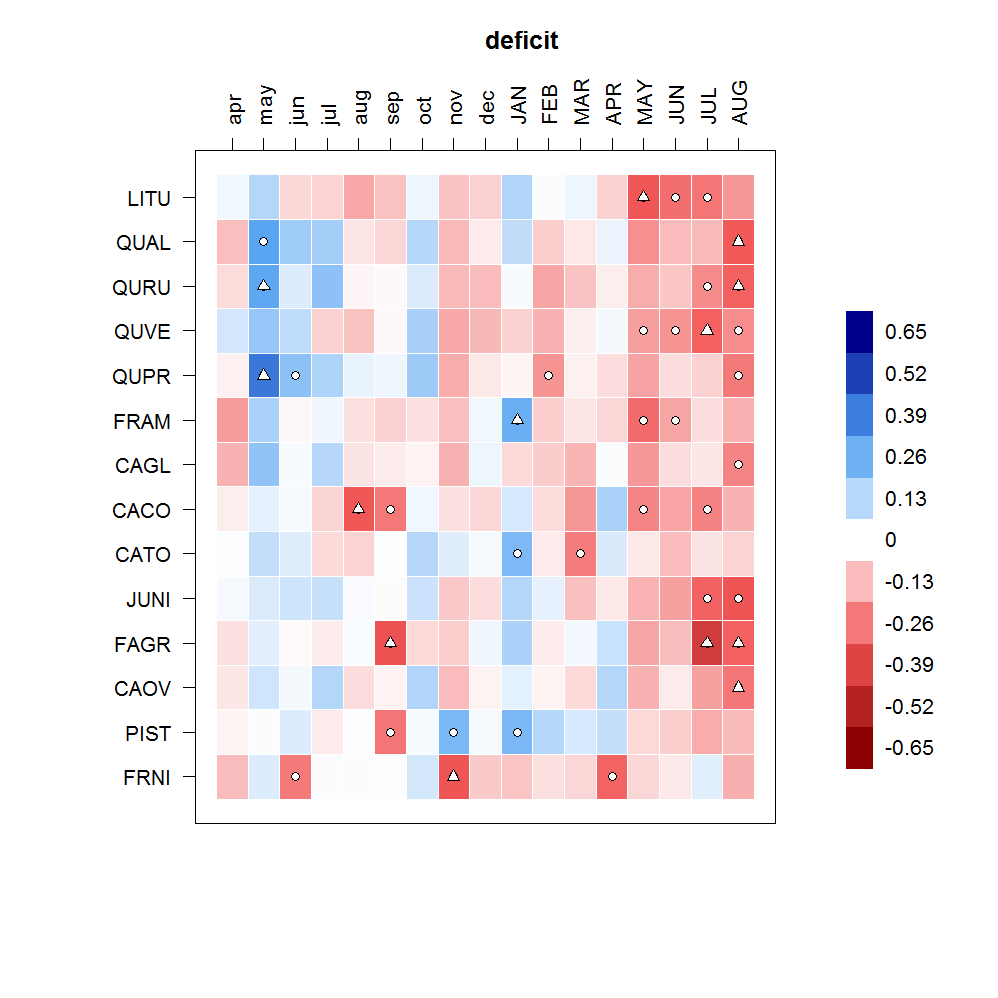 deficit
apr may jun jul aug sep oct nov dec JAN FEB MAR APR MAY JUN JUL AUG
LITU
QUAL
QURU
QUVE
QUPR
FRAM
CAGL
CACO
CATO
JUNI
FAGR
CAOV
PIST
FRNI
0.65
0.52
0.39
0.26
0.13
0
-0.13
-0.26
-0.39
-0.52
-0.65